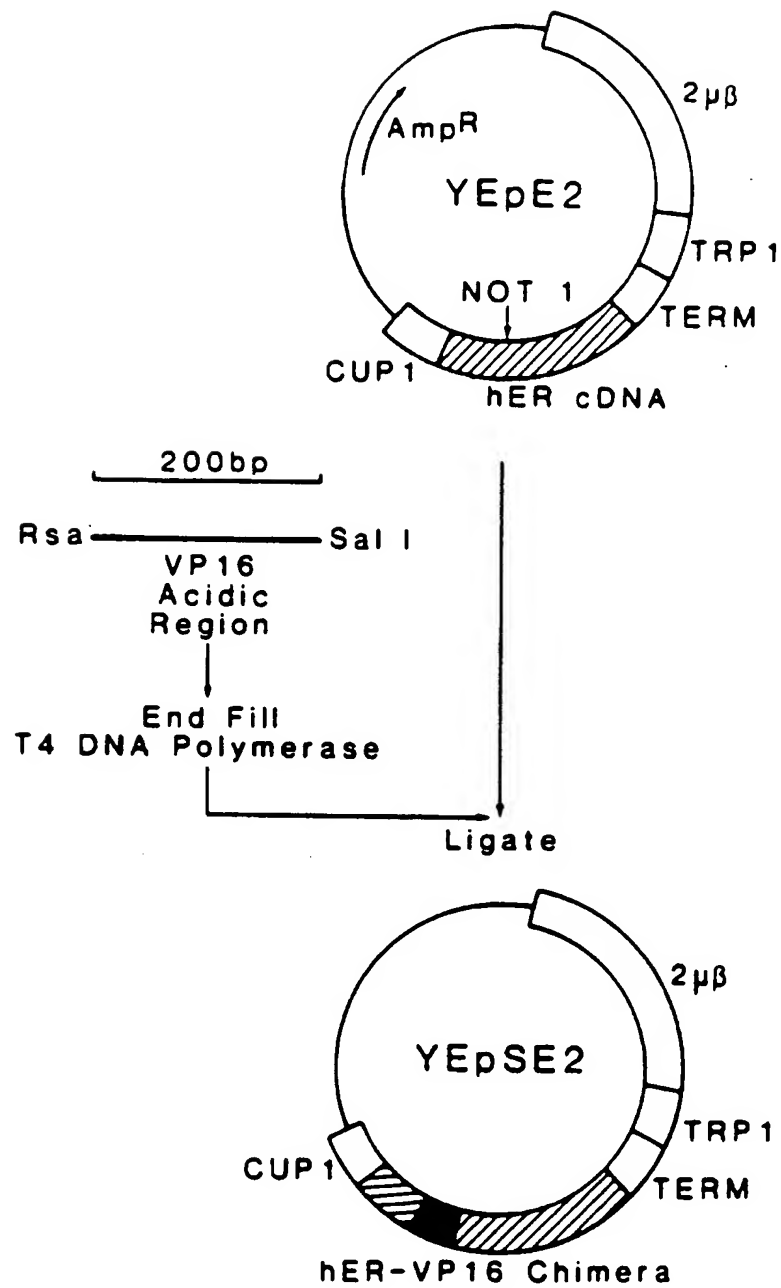 2µβ
AmpR
YEpE2
TRP1
NOT 1
TERM
CUP1
hER cDNA
200bp
Rsa
Sal I
VP16
Acidic
Region
End Fill
T4 DNA Polymerase
Ligate
2µβ
YEpSE2
TRP1
CUP1
TERM
hER-VP16 Chimera